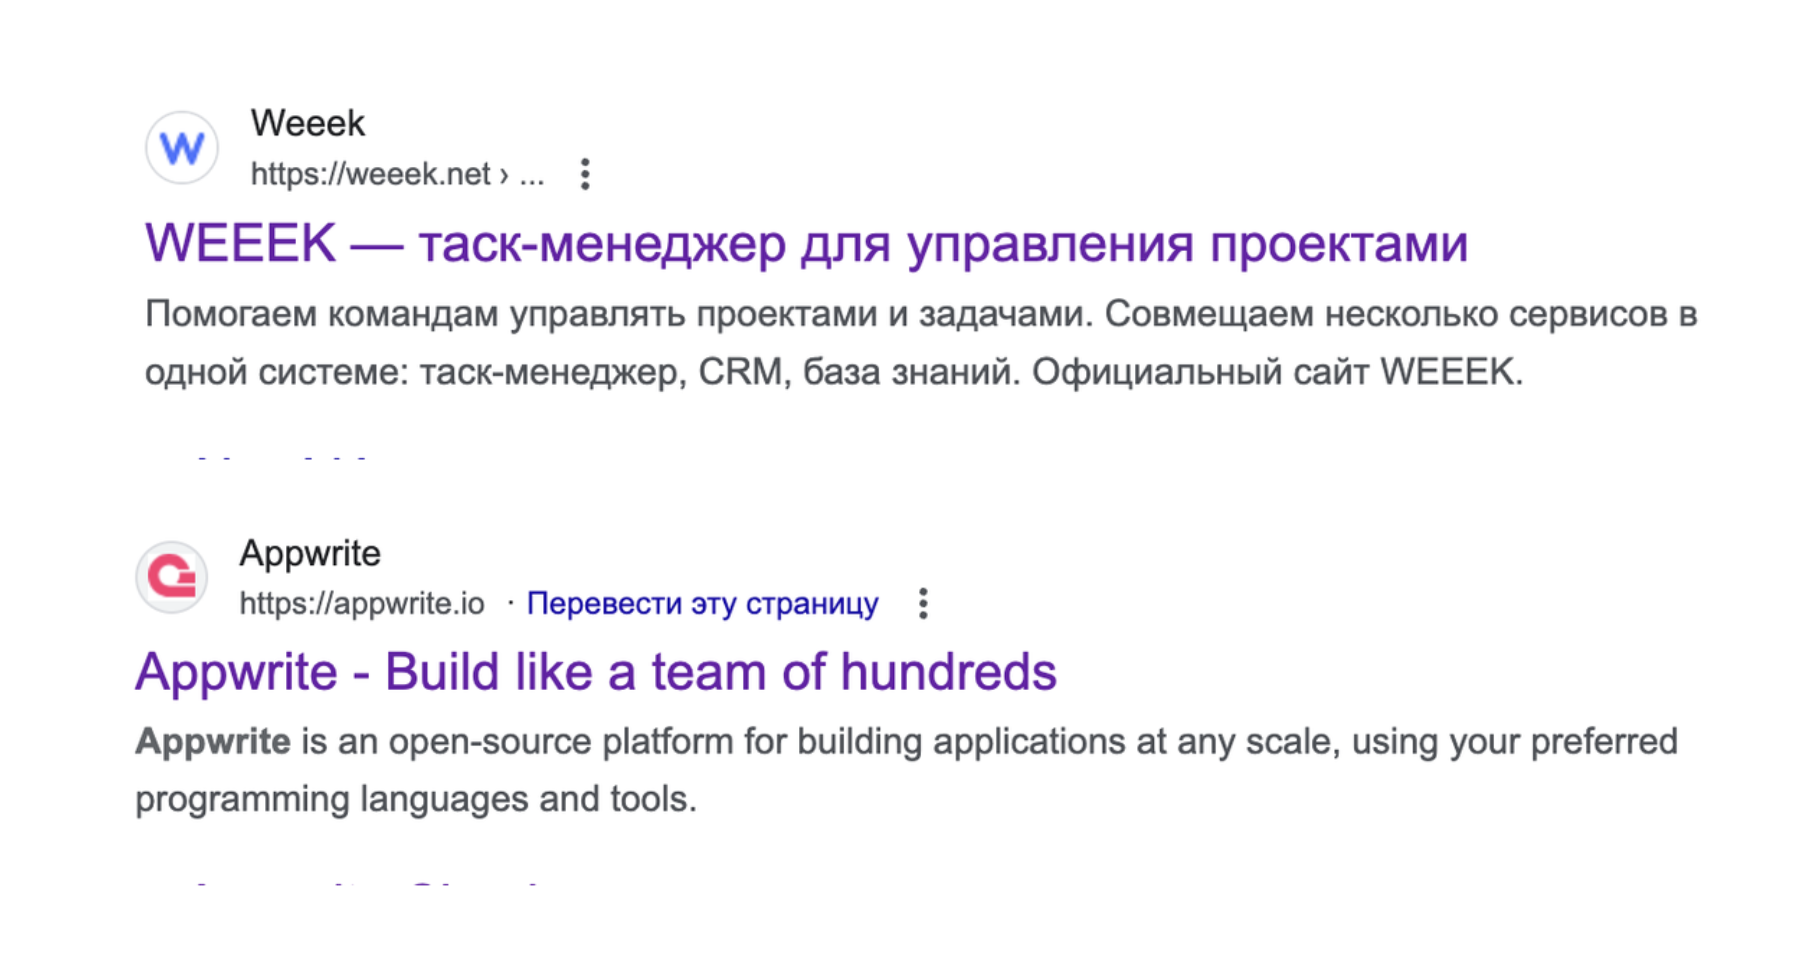 Weeek
https://weeek.net › ...
WEEEK — таск-менеджер для управления проектами
Помогаем командам управлять проектами и задачами. Совмещаем несколько сервисов в
одной системе: таск-менеджер, CRM, база знаний. Официальный сайт WEEEK.
Appwrite
https://appwrite.io · Перевести эту страницу
Appwrite - Build like a team of hundreds
Appwrite is an open-source platform for building applications at any scale, using your preferred
programming languages and tools.